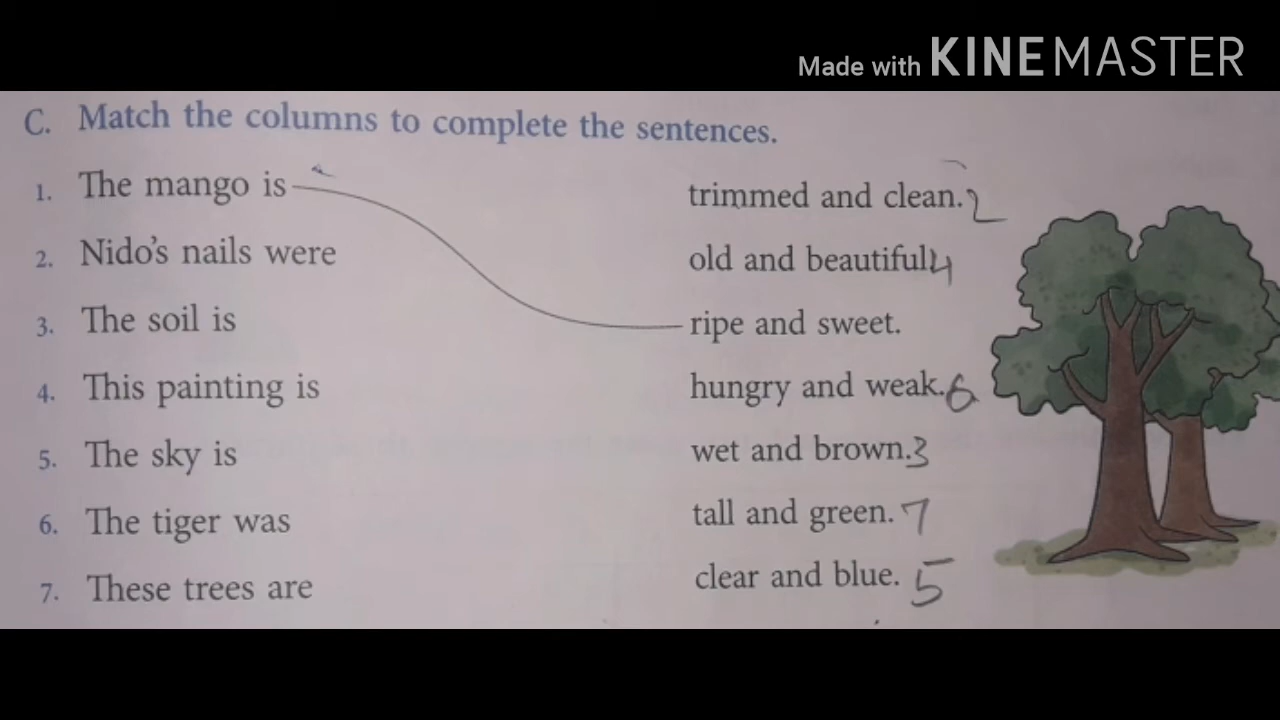 Made with KINEMASTER
C. Match the columns to complete the sentences.
1. The mango is trimmed and clean. 2
2. Nido's nails were old and beautiful 4
3. The soil is ripe and sweet.
4. This painting is hungry and weak. 6
5. The sky is wet and brown. 3
6. The tiger was tall and green. 7
7. These trees are clear and blue. 5